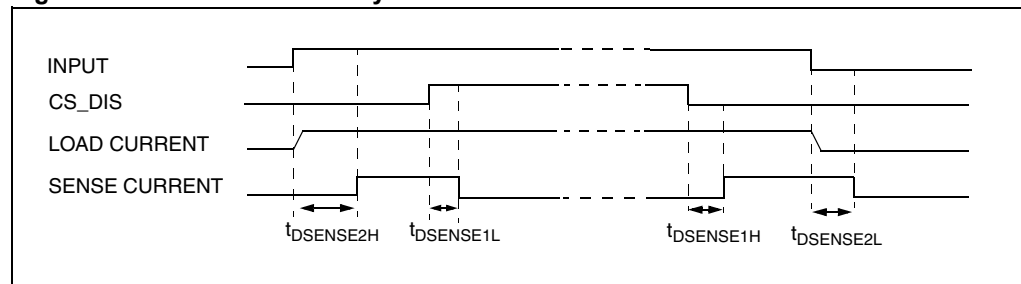 INPUT
CS_DIS
LOAD CURRENT
SENSE CURRENT
tDSENSE2H tDSENSE1L tDSENSE1H tDSENSE2L